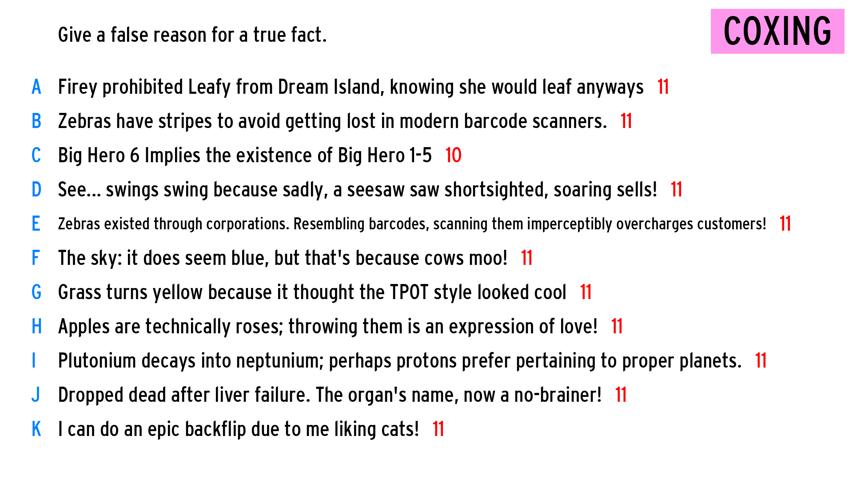 Give a false reason for a true fact.
COXING
A Firey prohibited Leafy from Dream Island, knowing she would leaf anyways 11
B Zebras have stripes to avoid getting lost in modern barcode scanners. 11
C Big Hero 6 Implies the existence of Big Hero 1-5 10
D See... swings swing because sadly, a seesaw saw shortsighted, soaring sells! 11
E Zebras existed through corporations. Resembling barcodes, scanning them imperceptibly overcharges customers! 11
F The sky: it does seem blue, but that's because cows moo! 11
G Grass turns yellow because it thought the TPOT style looked cool 11
H Apples are technically roses; throwing them is an expression of love! 11
I Plutonium decays into neptunium; perhaps protons prefer pertaining to proper planets. 11
J Dropped dead after liver failure. The organ's name, now a no-brainer! 11
K I can do an epic backflip due to me liking cats! 11